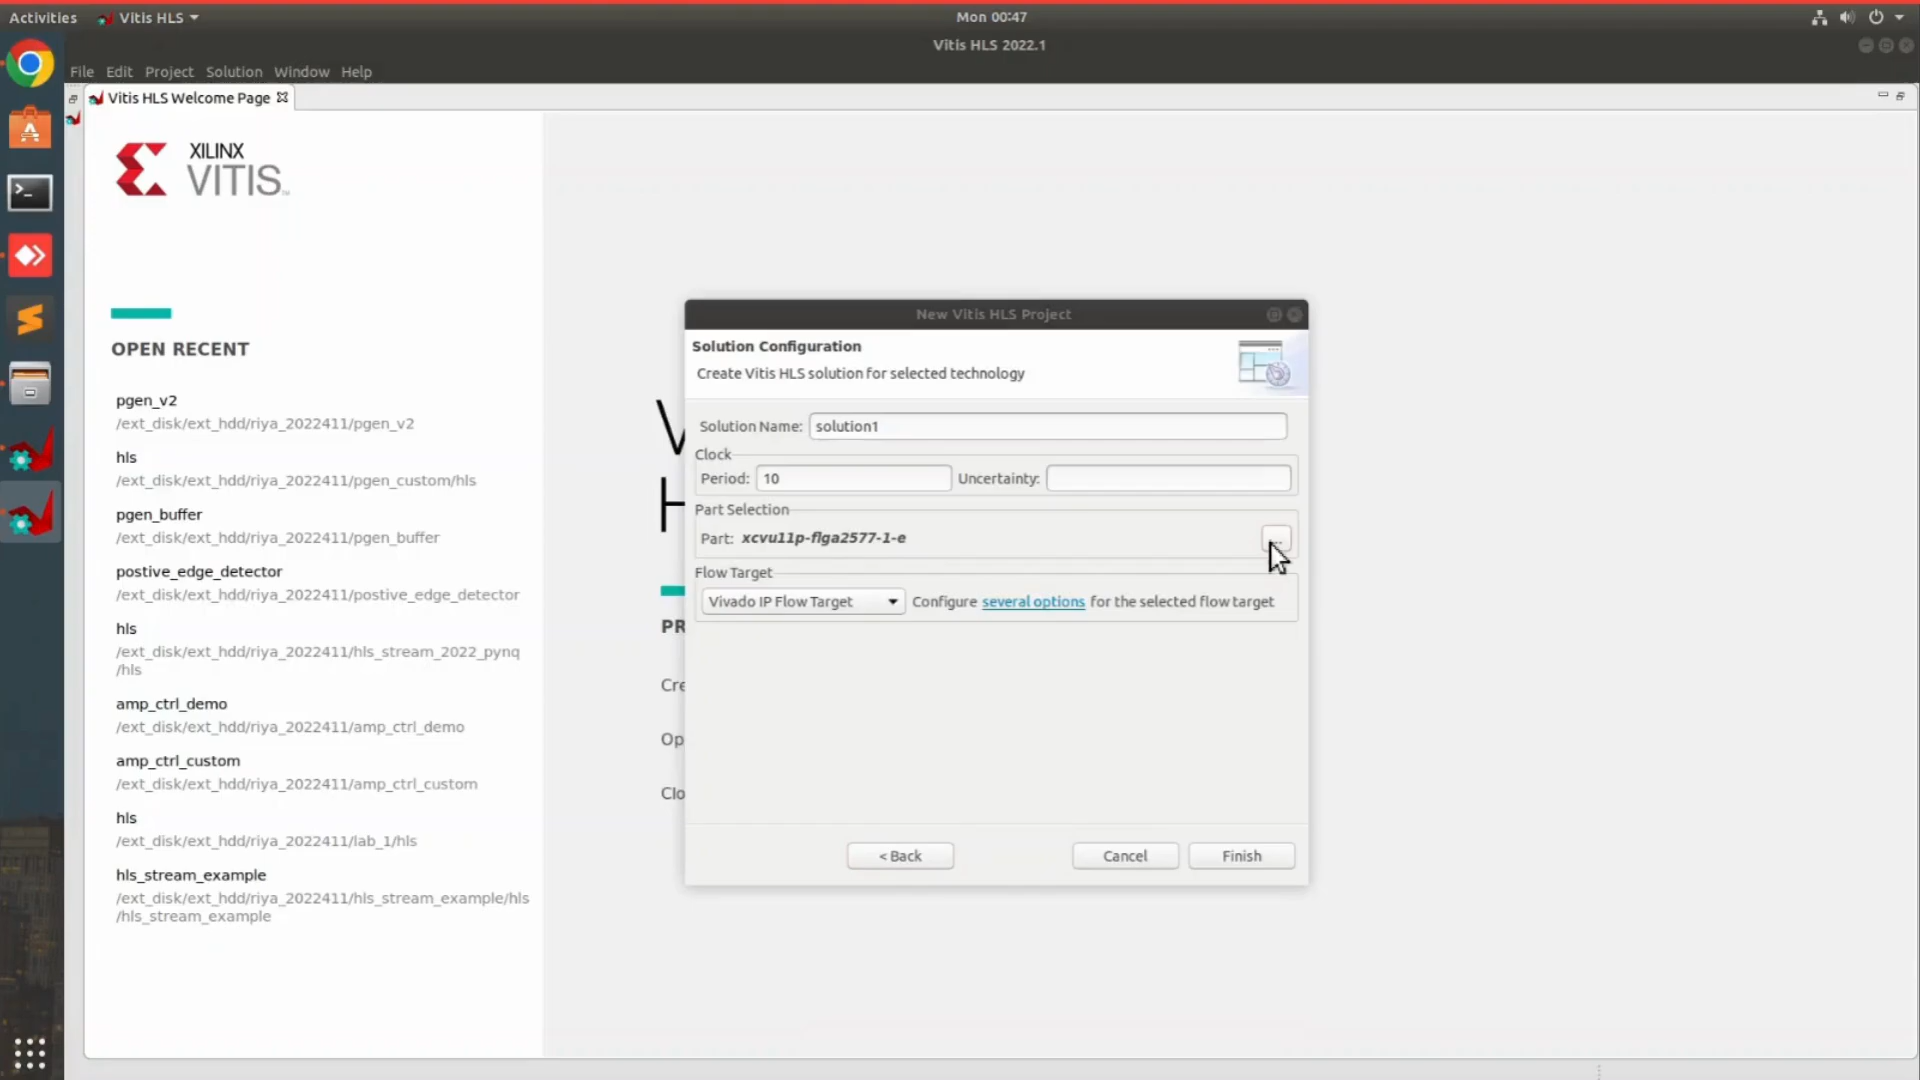 Activities
Vitis HLS
Mon 00:47
Vitis HLS 2022.1
File Edit Project Solution Window Help
Vitis HLS Welcome Page
XILINX
VITIS
OPEN RECENT
pgen_v2
/ext_disk/ext_hdd/riya_2022411/pgen_v2
hls
/ext_disk/ext_hdd/riya_2022411/pgen_custom/hls
pgen_buffer
/ext_disk/ext_hdd/riya_2022411/pgen_buffer
postive_edge_detector
/ext_disk/ext_hdd/riya_2022411/postive_edge_detector
hls
/ext_disk/ext_hdd/riya_2022411/hls_stream_2022_pynq
/hls
amp_ctrl_demo
/ext_disk/ext_hdd/riya_2022411/amp_ctrl_demo
amp_ctrl_custom
/ext_disk/ext_hdd/riya_2022411/amp_ctrl_custom
hls
/ext_disk/ext_hdd/riya_2022411/lab_1/hls
hls_stream_example
/ext_disk/ext_hdd/riya_2022411/hls_stream_example/hls
/hls_stream_example
V
H
PR
Cre
Op
Clo
New Vitis HLS Project
Solution Configuration
Create Vitis HLS solution for selected technology
Solution Name: solution1
Clock
Period: 10 Uncertainty:
Part Selection
Part: xcvu11p-flga2577-1-e ...
Flow Target
Vivado IP Flow Target Configure several options for the selected flow target
< Back Cancel Finish